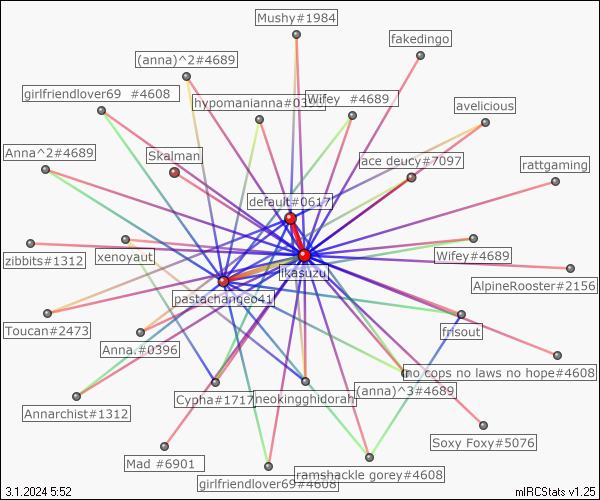 Mushy#1984
fakedingo
(anna)^2#4689
girlfriendlover69 #4608
hypomanianna#0396
Wifey #4689
avelicious
Anna^2#4689
Skalman
ace deucy#7097
rattgaming
default#0617
zibbits#1312
xenoyaut
likasuzu
Wifey#4689
AlpineRooster#2156
pastachangeo41
Toucan#2473
Anna.#0396
frisout
no cops no laws no hope#4608
Annarchist#1312
Cypha#1717
neokingghidorah
(anna)^3#4689
Soxy Foxy#5076
Mad #6901
girlfriendlover69#4608
ramshackle gorey#4608
3.1.2024 5:52
mIRCStats v1.25